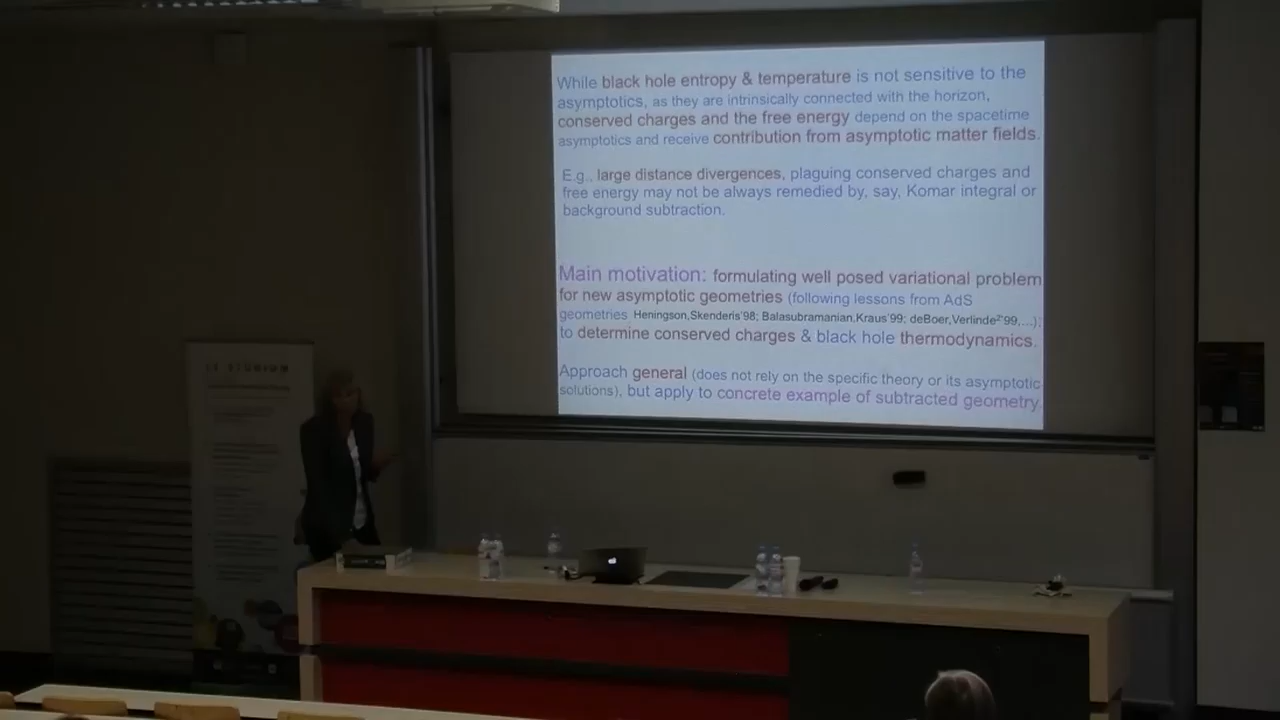 While black hole entropy & temperature is not sensitive to the
asymptotics, as they are intrinsically connected with the horizon,
conserved charges and the free energy depend on the spacetime
asymptotics and receive contribution from asymptotic matter fields.
E.g., large distance divergences, plaguing conserved charges and
free energy may not be always remedied by, say, Komar integral or
background subtraction.
Main motivation: formulating well posed variational problem
for new asymptotic geometries (following lessons from AdS
geometries Heningson,Skenderis'98; Balasubramanian,Kraus'99; deBoer,Verlinde²'99,...);
to determine conserved charges & black hole thermodynamics.
Approach general (does not rely on the specific theory or its asymptotic
solutions), but apply to concrete example of subtracted geometry.
LE STUDIUM